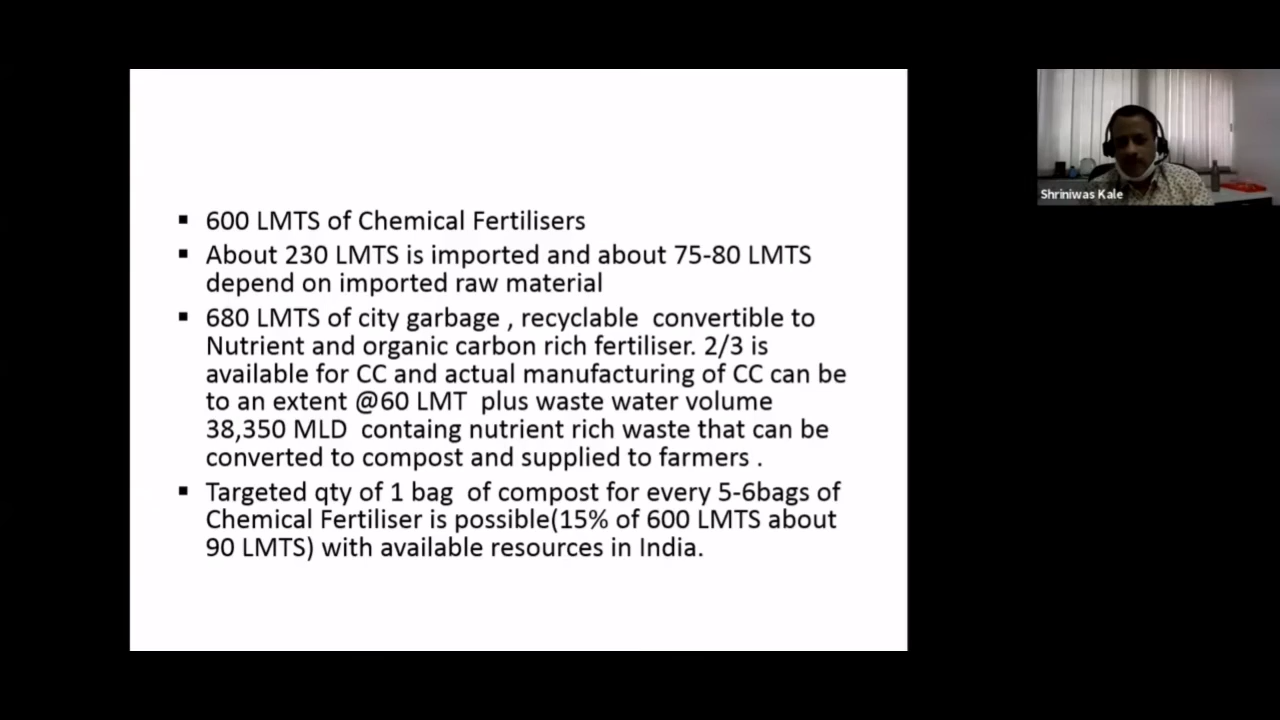 ▪ 600 LMTS of Chemical Fertilisers
▪ About 230 LMTS is imported and about 75-80 LMTS
depend on imported raw material
▪ 680 LMTS of city garbage , recyclable convertible to
Nutrient and organic carbon rich fertiliser. 2/3 is
available for CC and actual manufacturing of CC can be
to an extent @60 LMT plus waste water volume
38,350 MLD containg nutrient rich waste that can be
converted to compost and supplied to farmers .
▪ Targeted qty of 1 bag of compost for every 5-6bags of
Chemical Fertiliser is possible(15% of 600 LMTS about
90 LMTS) with available resources in India.
Shriniwas Kale